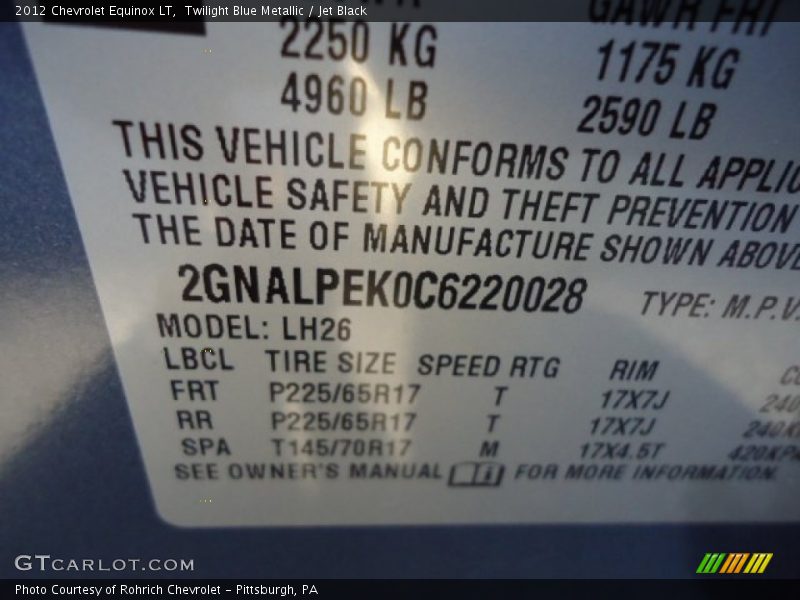 2012 Chevrolet Equinox LT, Twilight Blue Metallic / Jet Black
GAWR FRT
2250 KG 1175 KG
4960 LB 2590 LB
THIS VEHICLE CONFORMS TO ALL
VEHICLE SAFETY AND THEFT PREVENTION
THE DATE OF MANUFACTURE SHOWN ABOVE
2GNALPEK0C6220028 TYPE: M.P.V.
MODEL: LH26
LBCL TIRE SIZE SPEED RTG RIM
FRT P225/65R17 T 17X7J
RR P225/65R17 T 17X7J
SPA T145/70R17 M 17X4.5T
SEE OWNER'S MANUAL FOR MORE INFORMATION.
GTCARLOT.COM
Photo Courtesy of Rohrich Chevrolet - Pittsburgh, PA